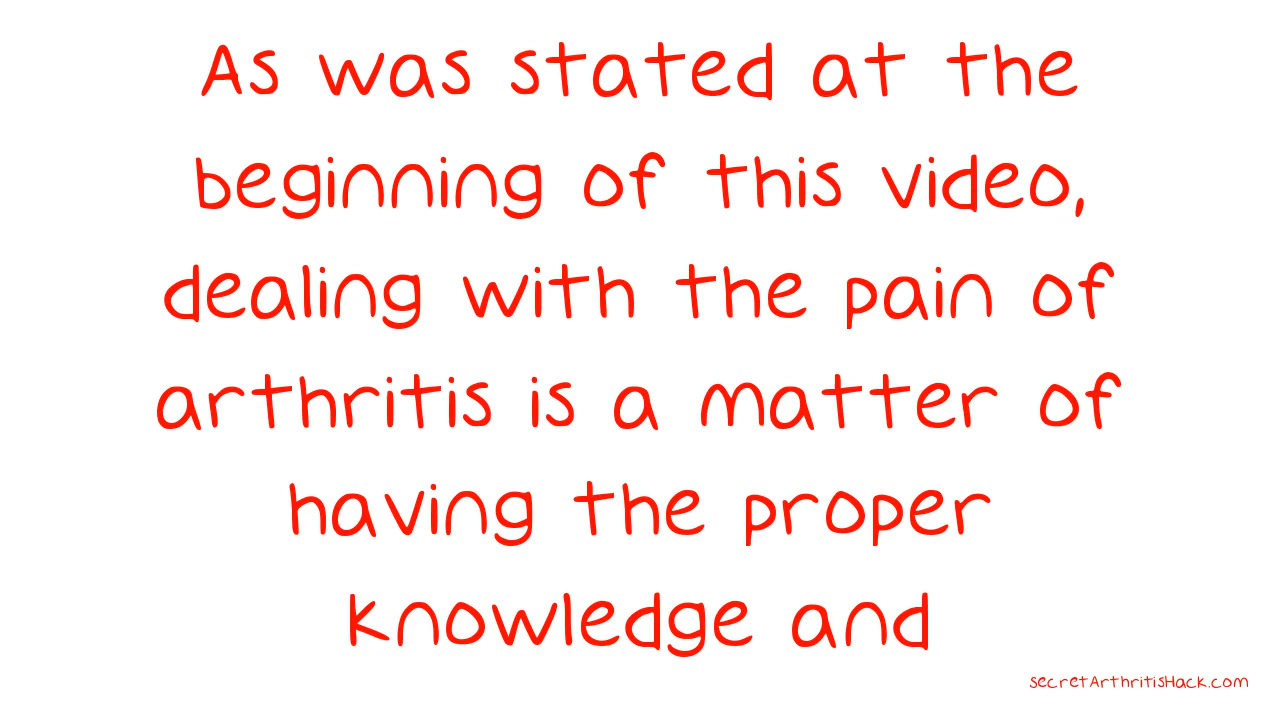 As was stated at the
beginning of this video,
dealing with the pain of
arthritis is a matter of
having the proper
knowledge and
secretArthritisHack.com